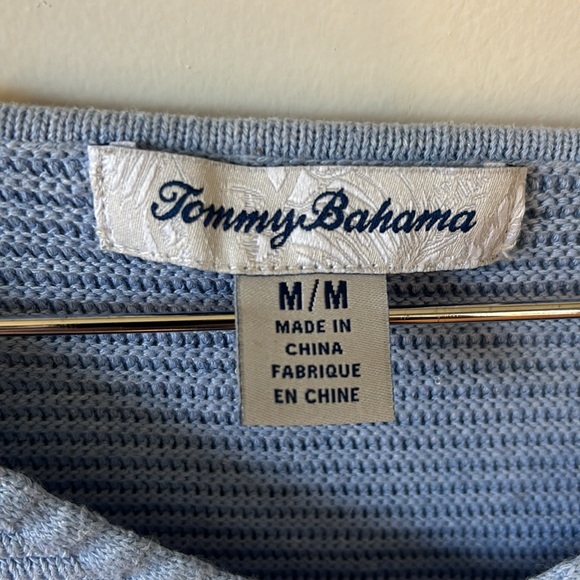 Tommy Bahama
M/M
MADE IN
CHINA
FABRIQUE
EN CHINE